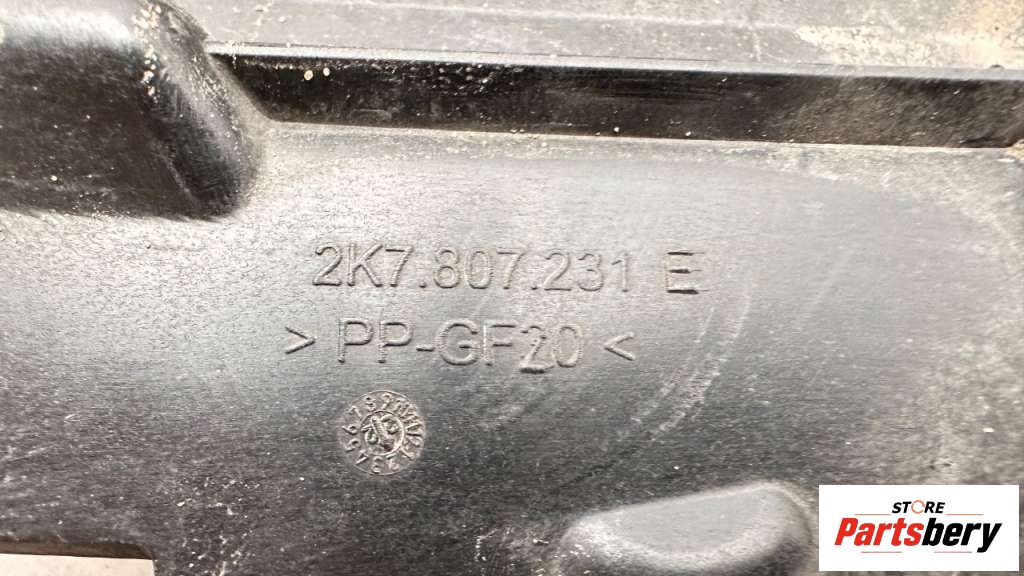 2K7.807.231 E
> PP-GF20 <
STORE
Partsbery